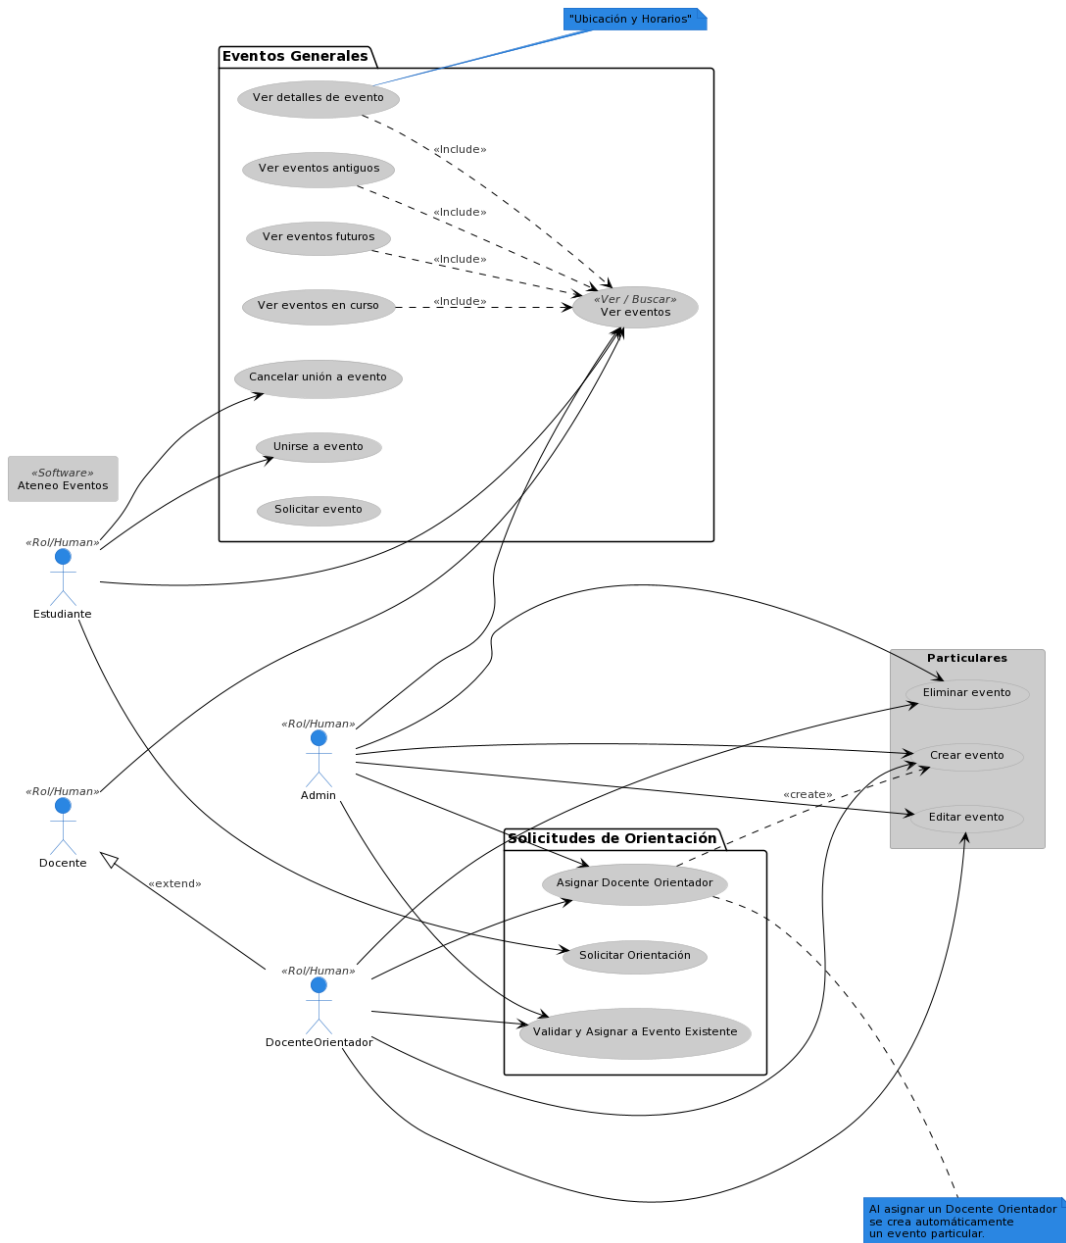 "Ubicación y Horarios"
Eventos Generales
Ver detalles de evento
«Include»
Ver eventos antiguos
«Include»
Ver eventos futuros
«Include»
Ver eventos en curso
«Include»
«Ver / Buscar»
Ver eventos
Cancelar unión a evento
Unirse a evento
Solicitar evento
«Software»
Ateneo Eventos
«Rol/Human»
Estudiante
Particulares
Eliminar evento
Crear evento
Editar evento
«Rol/Human»
Admin
«create»
«Rol/Human»
Docente
«extend»
Solicitudes de Orientación
Asignar Docente Orientador
Solicitar Orientación
Validar y Asignar a Evento Existente
«Rol/Human»
DocenteOrientador
Al asignar un Docente Orientador
se crea automáticamente
un evento particular.